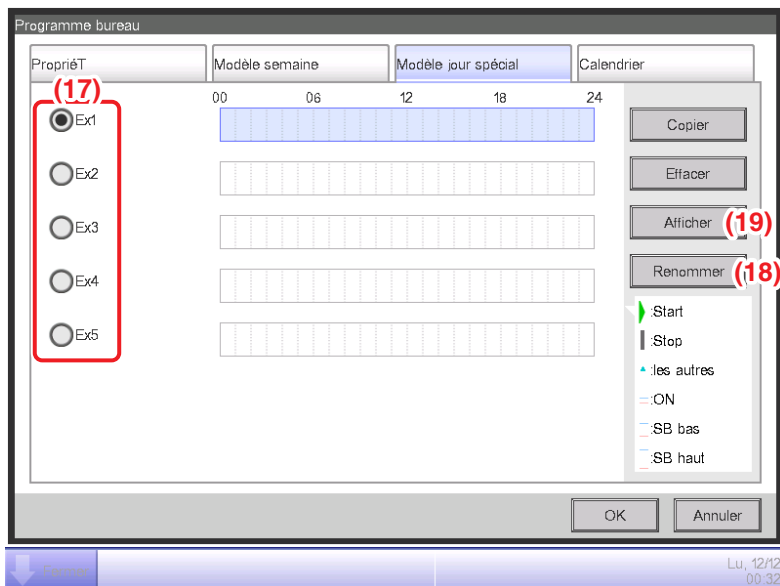 Programme bureau
PropriéT
Modèle semaine
Modèle jour spécial
Calendrier
(17)
00 06 12 18 24
Ex1
Copier
Ex2
Effacer
Ex3
Afficher (19)
Ex4
Renommer (18)
:Start
Ex5
:Stop
:les autres
:ON
:SB bas
:SB haut
OK
Annuler
Lu, 12/12
00:32